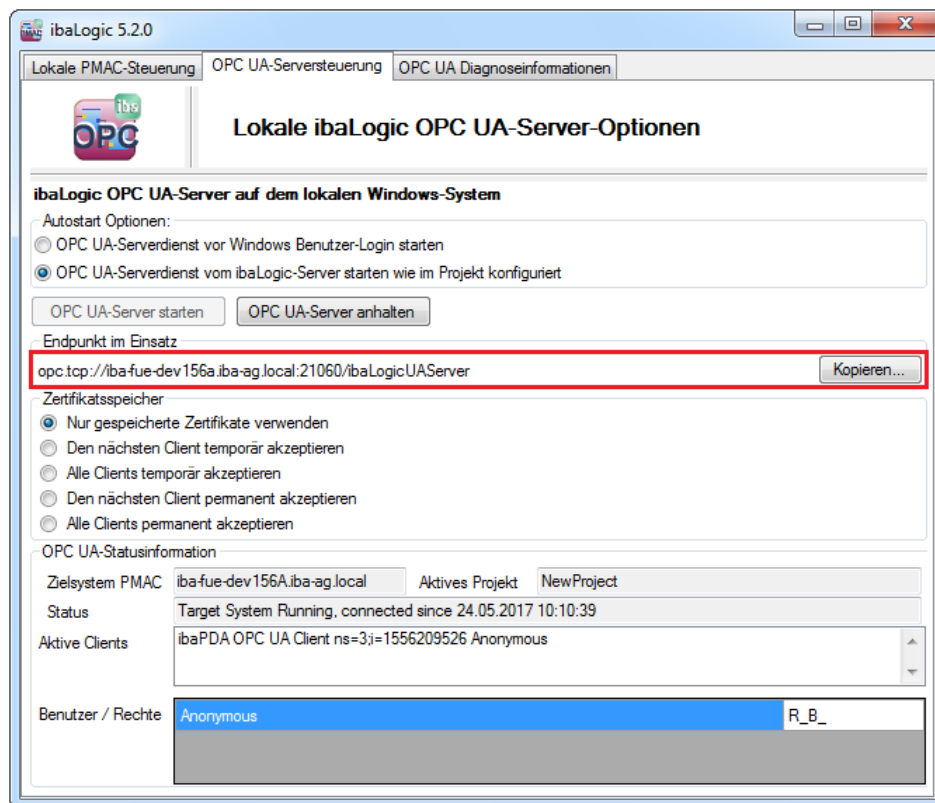 ibaLogic 5.2.0
Lokale PMAC-Steuerung OPC UA-Serversteuerung OPC UA Diagnoseinformationen
ibs
OPC
Lokale ibaLogic OPC UA-Server-Optionen
ibaLogic OPC UA-Server auf dem lokalen Windows-System
Autostart Optionen:
OPC UA-Serverdienst vor Windows Benutzer-Login starten
OPC UA-Serverdienst vom ibaLogic-Server starten wie im Projekt konfiguriert
OPC UA-Server starten OPC UA-Server anhalten
Endpunkt im Einsatz
opc.tcp://iba-fue-dev156a.iba-ag.local:21060/ibaLogicUAServer Kopieren...
Zertifikatsspeicher
Nur gespeicherte Zertifikate verwenden
Den nächsten Client temporär akzeptieren
Alle Clients temporär akzeptieren
Den nächsten Client permanent akzeptieren
Alle Clients permanent akzeptieren
OPC UA-Statusinformation
Zielsystem PMAC iba-fue-dev156A.iba-ag.local Aktives Projekt NewProject
Status Target System Running, connected since 24.05.2017 10:10:39
Aktive Clients ibaPDA OPC UA Client ns=3;i=1556209526 Anonymous
Benutzer / Rechte Anonymous R_B_